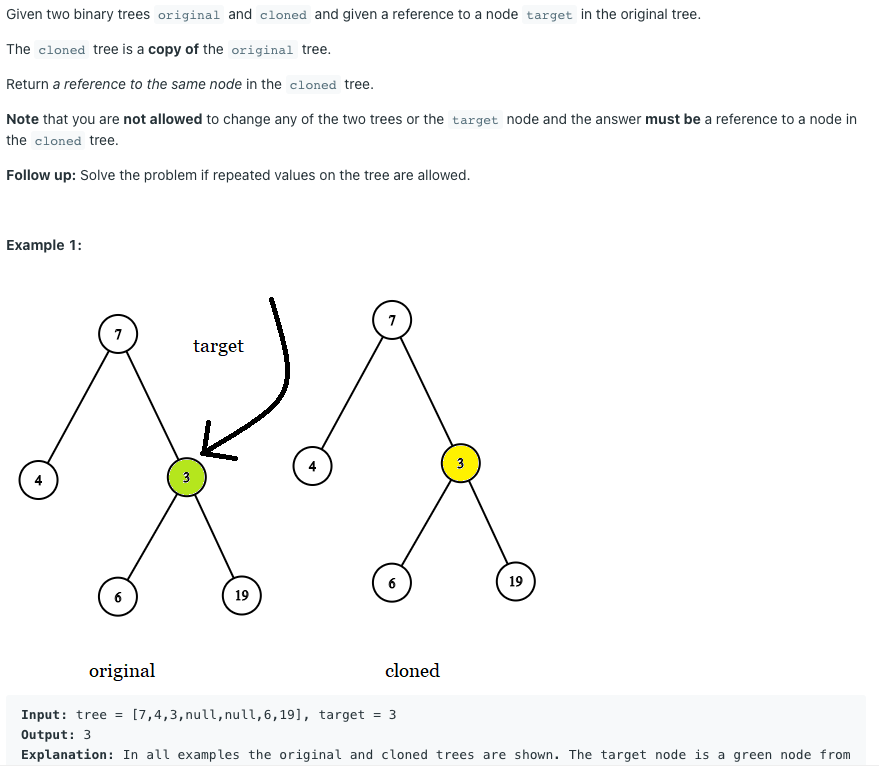 Given two binary trees original and cloned and given a reference to a node target in the original tree.
The cloned tree is a copy of the original tree.
Return a reference to the same node in the cloned tree.
Note that you are not allowed to change any of the two trees or the target node and the answer must be a reference to a node in
the cloned tree.
Follow up: Solve the problem if repeated values on the tree are allowed.
Example 1:
7
target
4
3
6
19
original
7
4
3
6
19
cloned
Input: tree = [7,4,3,null,null,6,19], target = 3
Output: 3
Explanation: In all examples the original and cloned trees are shown. The target node is a green node from